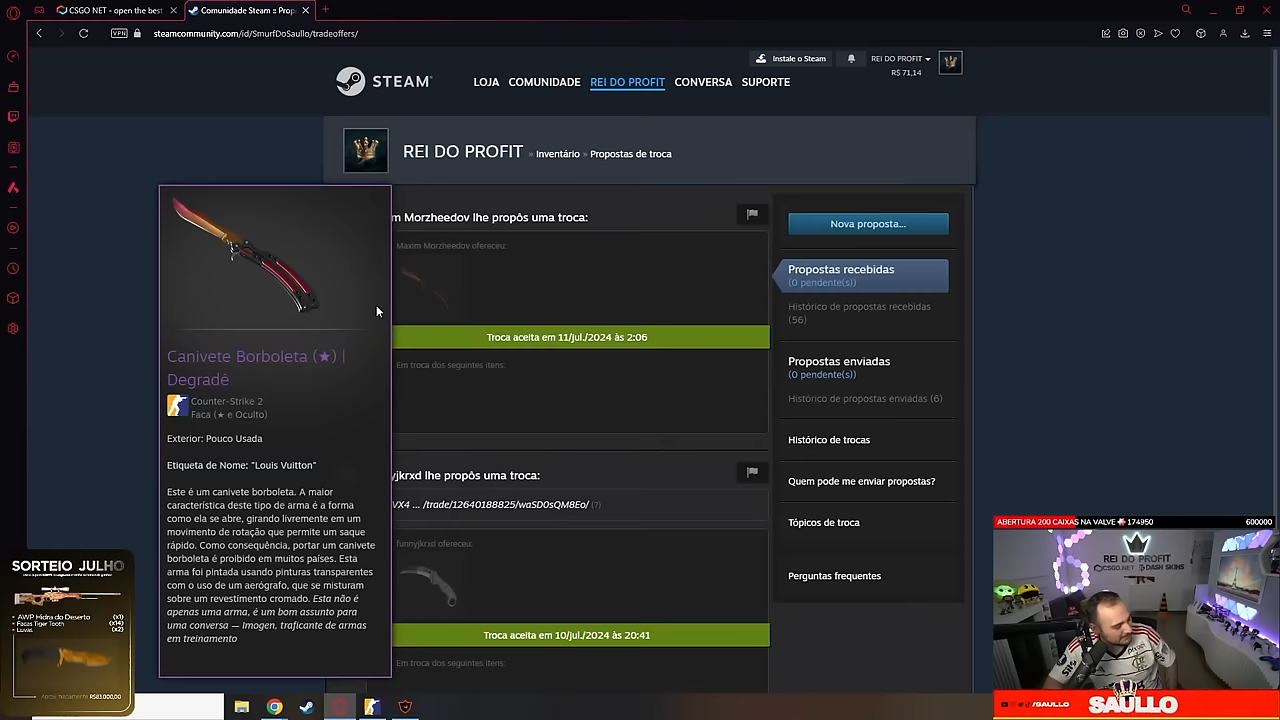 CSGO NET - open the best
Comunidade Steam :: Prop
VPN
steamcommunity.com/id/SmurfDoSaullo/tradeoffers/
Instale o Steam
REI DO PROFIT
R$ 71,14
STEAM
LOJA COMUNIDADE REI DO PROFIT CONVERSA SUPORTE
REI DO PROFIT » Inventário » Propostas de troca
m Morzheedov lhe propôs uma troca:
Maxim Morzheedov ofereceu:
Troca aceita em 11/jul./2024 às 2:06
Em troca dos seguintes itens:
yjkrxd lhe propôs uma troca:
VX4 ... /trade/12640188825/waSD0sQM8Eo/ (?)
funnyjkrxd ofereceu:
Troca aceita em 10/jul./2024 às 20:41
Em troca dos seguintes itens:
Nova proposta...
Propostas recebidas
(0 pendente(s))
Histórico de propostas recebidas
(56)
Propostas enviadas
(0 pendente(s))
Histórico de propostas enviadas (6)
Histórico de trocas
Quem pode me enviar propostas?
Tópicos de troca
Perguntas frequentes
Canivete Borboleta (★) |
Degradê
Counter-Strike 2
Faca (★ e Oculto)
Exterior: Pouco Usada
Etiqueta de Nome: "Louis Vuitton"
Este é um canivete borboleta. A maior
característica deste tipo de arma é a forma
como ela se abre, girando livremente em um
movimento de rotação que permite um saque
rápido. Como consequência, portar um canivete
borboleta é proibido em muitos países. Esta
arma foi pintada usando pinturas transparentes
com o uso de um aerógrafo, que se misturam
sobre um revestimento cromado. Esta não é
apenas uma arma, é um bom assunto para
uma conversa — Imogen, traficante de armas
em treinamento
SORTEIO JULHO
AWP Hidra do Deserto (x1)
Facas Tiger Tooth (x14)
Luvas (x2)
ABERTURA 200 CAIXAS NA VALVE 174950 600000
REI DO PROFIT
CSGO.NET DASH SKINS
/SAULLO
SAULLO